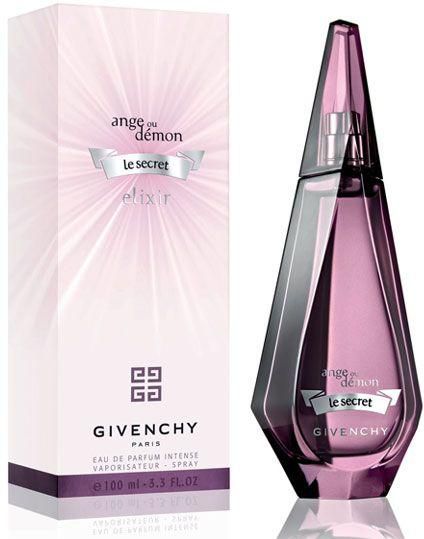 ange ou
démon
le secret
elixir
GIVENCHY
PARIS
EAU DE PARFUM INTENSE
VAPORISATEUR - SPRAY
e 100 ml - 3.3 FL.OZ
ange ou
démon
le secret
GIVENCHY